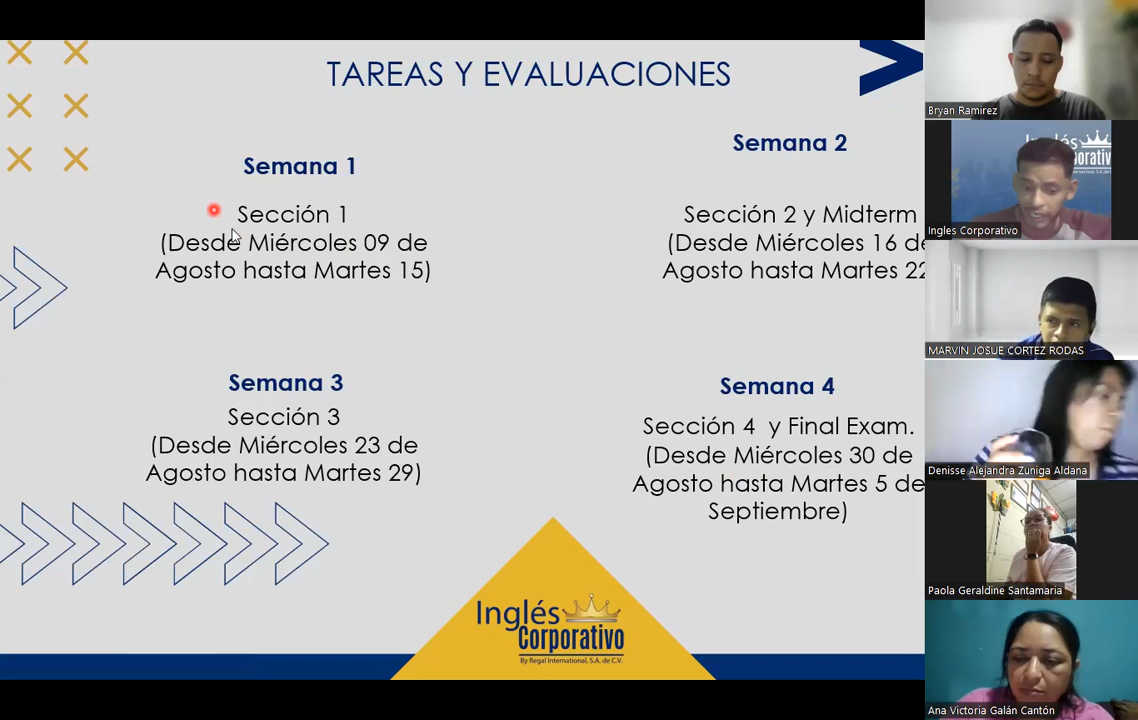 TAREAS Y EVALUACIONES
Semana 1
Sección 1
(Desde Miércoles 09 de
Agosto hasta Martes 15)
Semana 2
Sección 2 y Midterm
(Desde Miércoles 16 de
Agosto hasta Martes 22
Semana 3
Sección 3
(Desde Miércoles 23 de
Agosto hasta Martes 29)
Semana 4
Sección 4 y Final Exam.
(Desde Miércoles 30 de
Agosto hasta Martes 5 de
Septiembre)
Inglés
Corporativo
By Regal International, S.A. de C.V.
Bryan Ramirez
Ingles Corporativo
MARVIN JOSUE CORTEZ RODAS
Denisse Alejandra Zuniga Aldana
Paola Geraldine Santamaria
Ana Victoria Galán Cantón